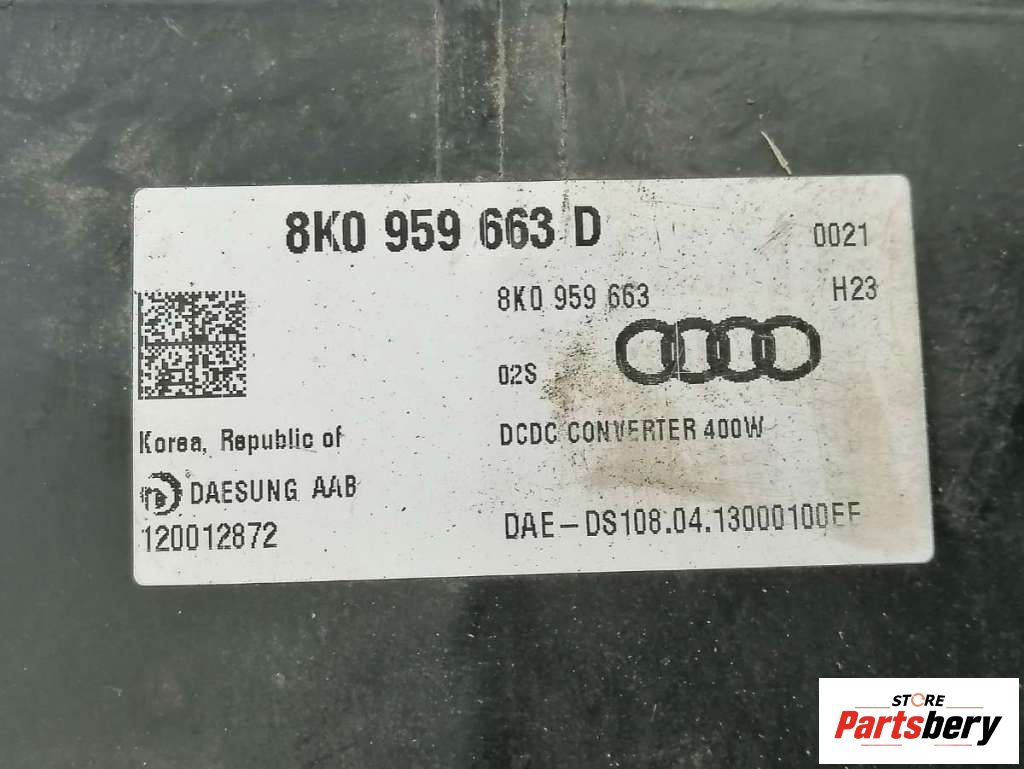 8K0 959 663 D
0021
8K0 959 663
H23
02S
Korea, Republic of
DCDC CONVERTER 400W
DAESUNG AAB
120012872
DAE-DS108.04.13000100EE
STORE
Partsbery